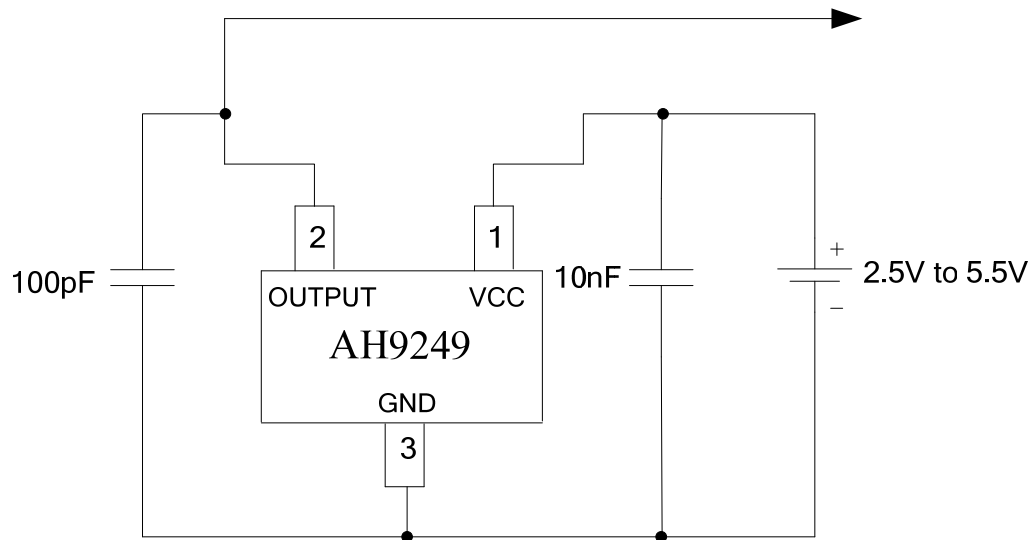 2
1
100pF
10nF
+
2.5V to 5.5V
–
OUTPUT
VCC
AH9249
GND
3